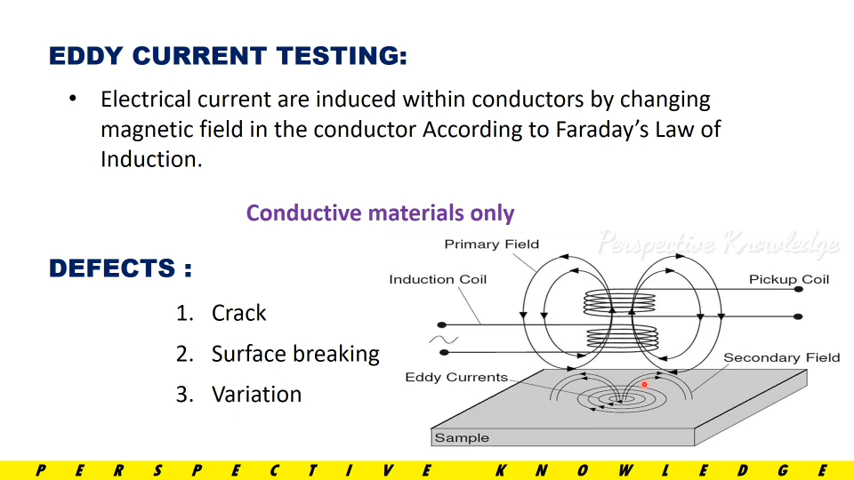 EDDY CURRENT TESTING:
• Electrical current are induced within conductors by changing
magnetic field in the conductor According to Faraday's Law of
Induction.
Conductive materials only
Perspective Knowledge
DEFECTS :
1. Crack
2. Surface breaking
3. Variation
Primary Field
Induction Coil
Pickup Coil
Secondary Field
Eddy Currents
Sample
PERSPECTIVE KNOWLEDGE